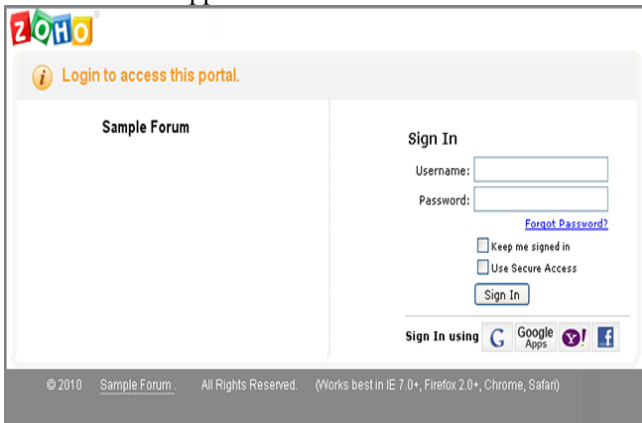 ZOHO
i Login to access this portal.
Sample Forum
Sign In
Username:
Password:
Forgot Password?
Keep me signed in
Use Secure Access
Sign In
Sign In using G Google Apps Y! f
© 2010 Sample Forum . All Rights Reserved. (Works best in IE 7.0+, Firefox 2.0+, Chrome, Safari)